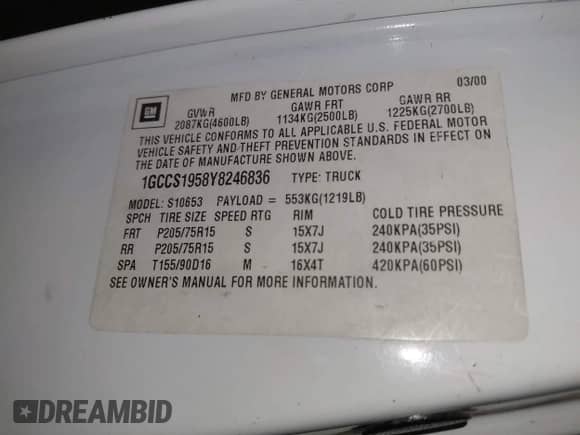 GM
MFD BY GENERAL MOTORS CORP 03/00
GVWR GAWR FRT GAWR RR
2087KG(4600LB) 1134KG(2500LB) 1225KG(2700LB)
THIS VEHICLE CONFORMS TO ALL APPLICABLE U.S. FEDERAL MOTOR
VEHICLE SAFETY AND THEFT PREVENTION STANDARDS IN EFFECT ON
THE DATE OF MANUFACTURE SHOWN ABOVE.
1GCCS1958Y8246836 TYPE: TRUCK
MODEL: S10653 PAYLOAD = 553KG(1219LB)
SPCH TIRE SIZE SPEED RTG RIM COLD TIRE PRESSURE
FRT P205/75R15 S 15X7J 240KPA(35PSI)
RR P205/75R15 S 15X7J 240KPA(35PSI)
SPA T155/90D16 M 16X4T 420KPA(60PSI)
SEE OWNER'S MANUAL FOR MORE INFORMATION.
DREAMBID